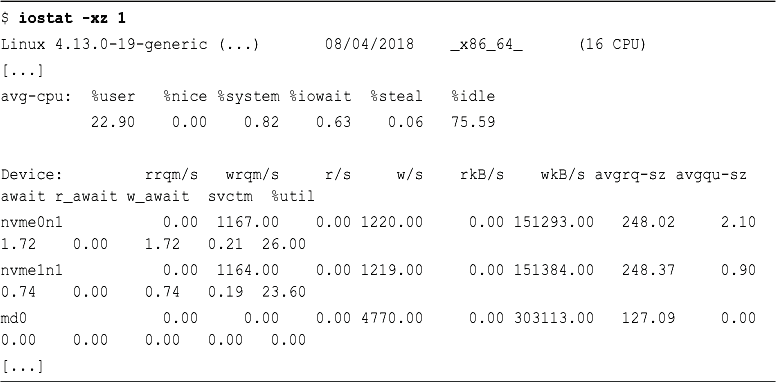 $ iostat -xz 1
Linux 4.13.0-19-generic (...)       08/04/2018    _x86_64_      (16 CPU)
[...]
avg-cpu:  %user   %nice %system %iowait  %steal   %idle
          22.90    0.00    0.82    0.63    0.06   75.59
Device:         rrqm/s   wrqm/s     r/s     w/s    rkB/s    wkB/s avgrq-sz avgqu-sz
await r_await w_await  svctm  %util
nvme0n1           0.00  1167.00    0.00 1220.00     0.00 151293.00   248.02     2.10
1.72    0.00    1.72   0.21  26.00
nvme1n1           0.00  1164.00    0.00 1219.00     0.00 151384.00   248.37     0.90
0.74    0.00    0.74   0.19  23.60
md0               0.00     0.00    0.00 4770.00     0.00 303113.00   127.09     0.00
0.00    0.00    0.00   0.00   0.00
[...]